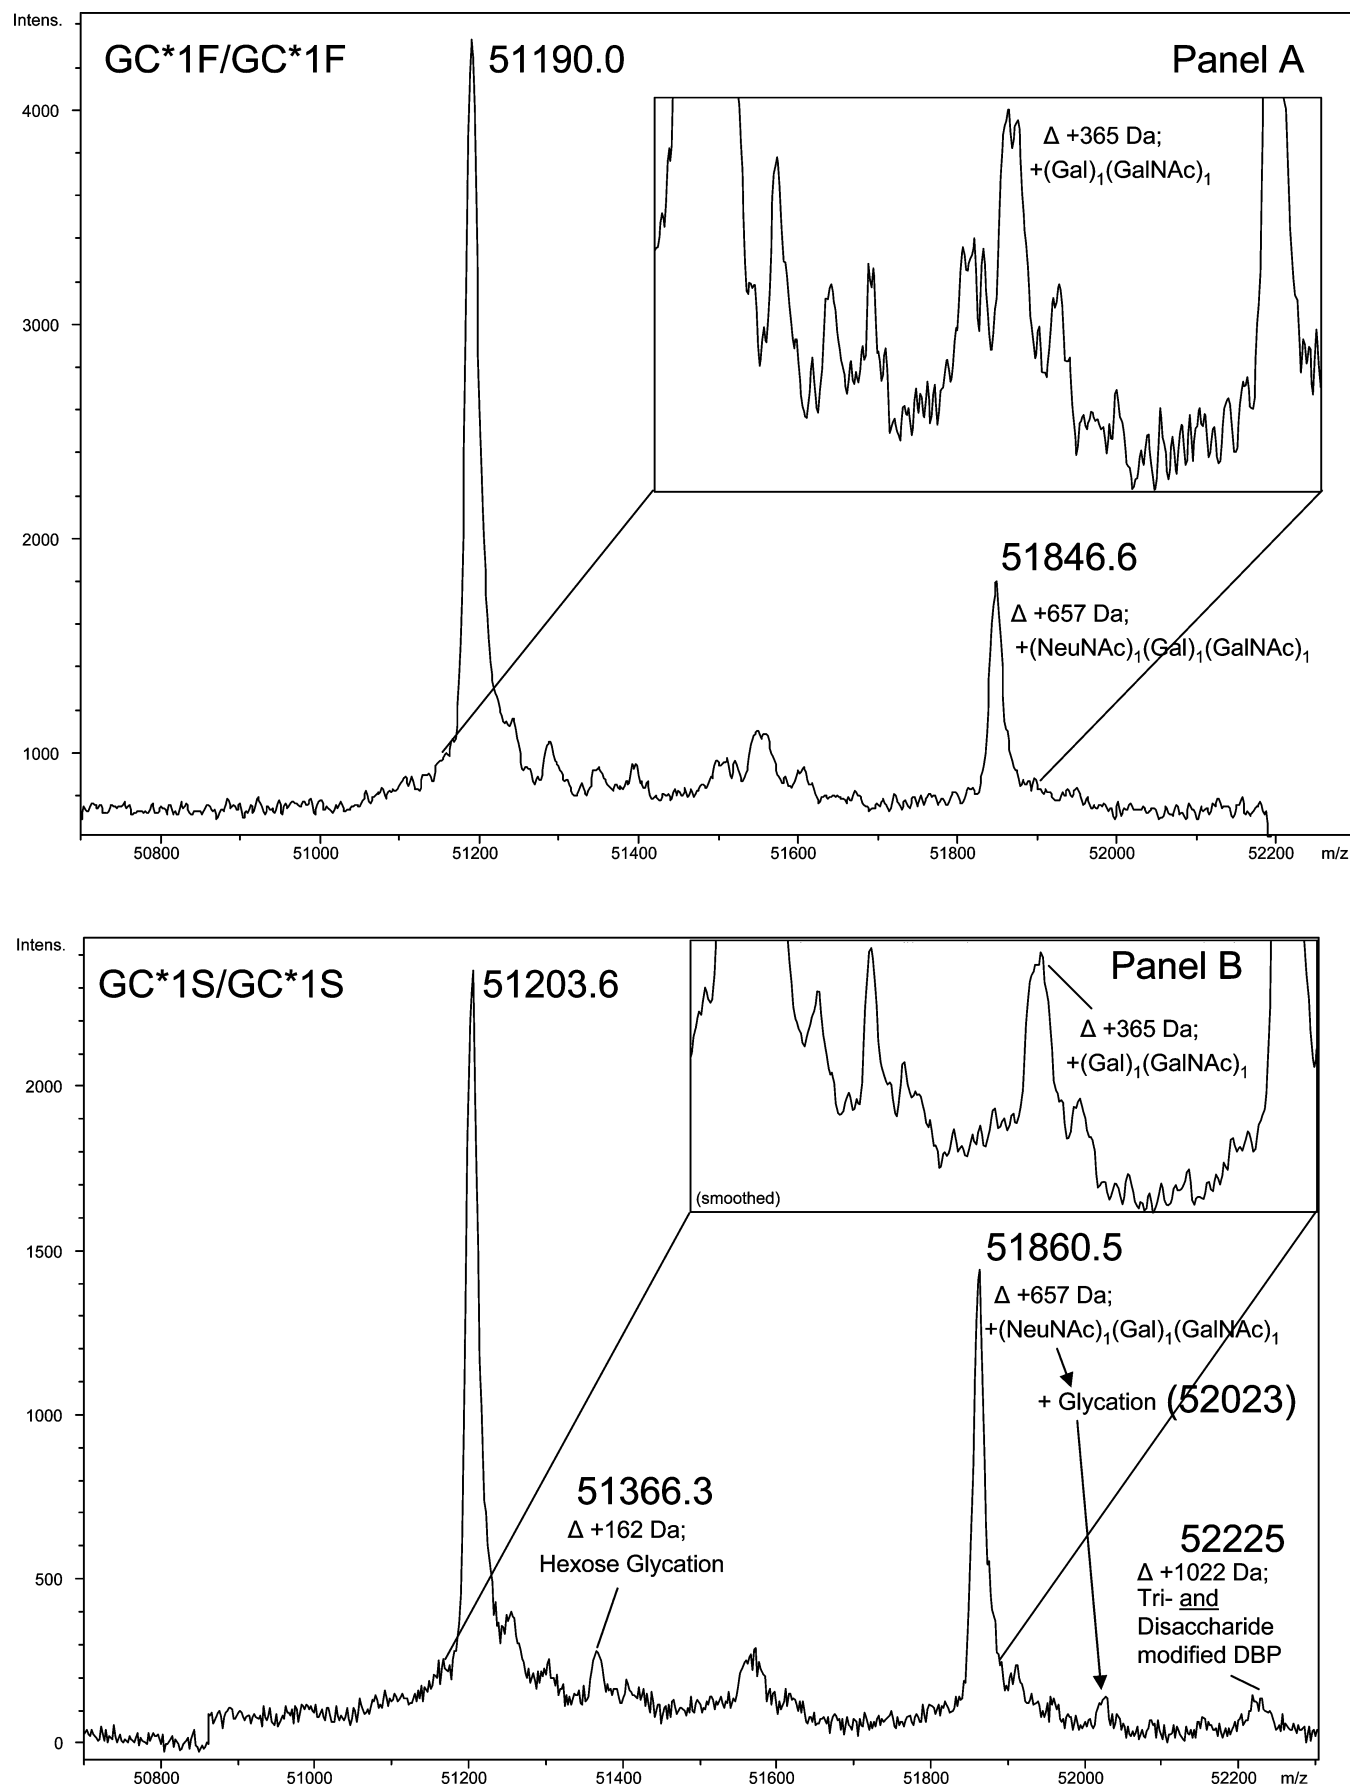 Intens.
GC*1F/GC*1F
51190.0
Panel A
4000
Δ +365 Da;
+(Gal)1(GalNAc)1
3000
2000
51846.6
Δ +657 Da;
+(NeuNAc)1(Gal)1(GalNAc)1
1000
50800 51000 51200 51400 51600 51800 52000 52200 m/z
Intens.
GC*1S/GC*1S
51203.6
Panel B
Δ +365 Da;
+(Gal)1(GalNAc)1
2000
(smoothed)
1500
51860.5
Δ +657 Da;
+(NeuNAc)1(Gal)1(GalNAc)1
+ Glycation (52023)
1000
51366.3
Δ +162 Da;
Hexose Glycation
52225
Δ +1022 Da;
Tri- and
Disaccharide
modified DBP
500
0
50800 51000 51200 51400 51600 51800 52000 52200 m/z